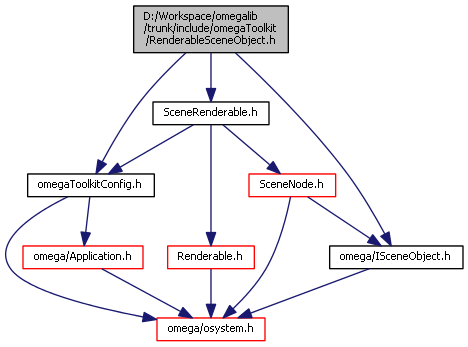 D:/Workspace/omegalib
/trunk/include/omegaToolkit
/RenderableSceneObject.h
SceneRenderable.h
omegaToolkitConfig.h
SceneNode.h
omega/Application.h
Renderable.h
omega/ISceneObject.h
omega/osystem.h